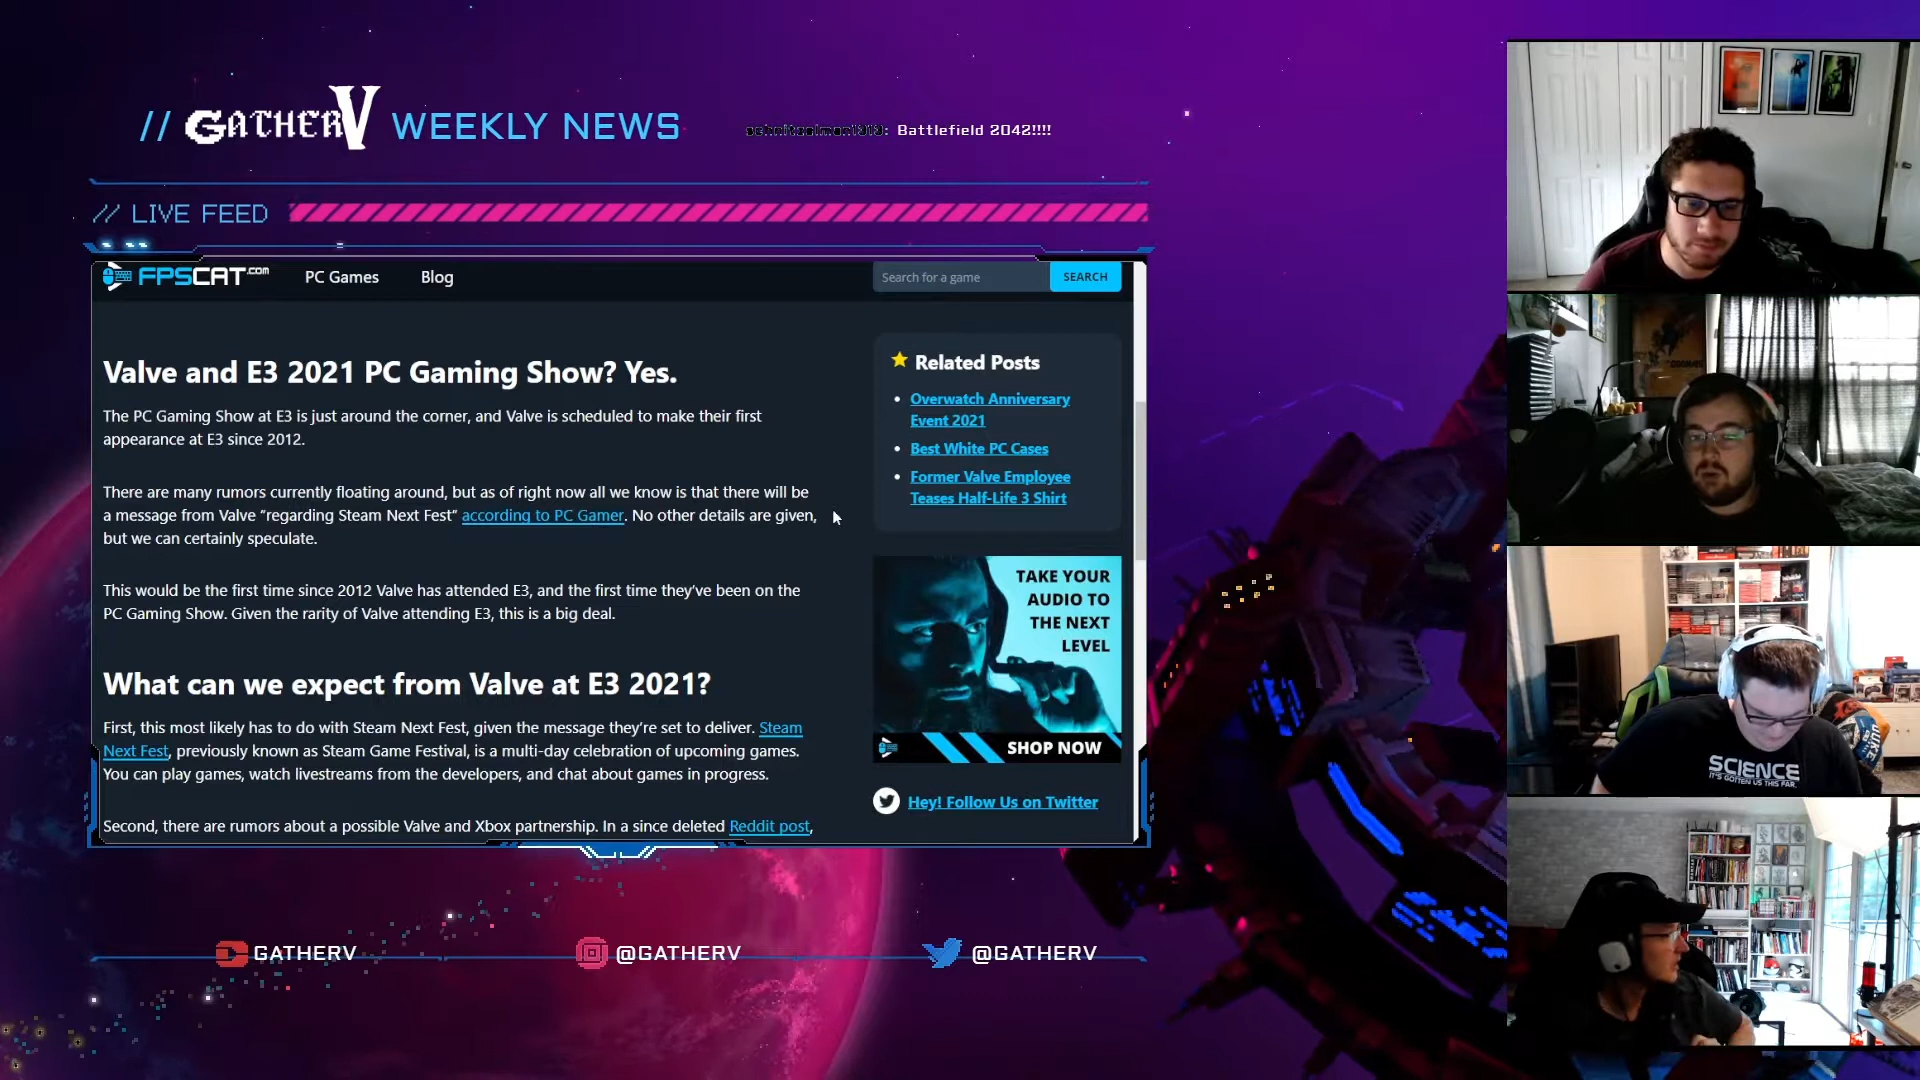 // GATHERV WEEKLY NEWS
schnitzelman1313: Battlefield 2042!!!!
// LIVE FEED
FPSCAT.COM PC Games Blog Search for a game SEARCH
Valve and E3 2021 PC Gaming Show? Yes.
The PC Gaming Show at E3 is just around the corner, and Valve is scheduled to make their first
appearance at E3 since 2012.
There are many rumors currently floating around, but as of right now all we know is that there will be
a message from Valve “regarding Steam Next Fest” according to PC Gamer. No other details are given,
but we can certainly speculate.
This would be the first time since 2012 Valve has attended E3, and the first time they’ve been on the
PC Gaming Show. Given the rarity of Valve attending E3, this is a big deal.
What can we expect from Valve at E3 2021?
First, this most likely has to do with Steam Next Fest, given the message they’re set to deliver. Steam
Next Fest, previously known as Steam Game Festival, is a multi-day celebration of upcoming games.
You can play games, watch livestreams from the developers, and chat about games in progress.
Second, there are rumors about a possible Valve and Xbox partnership. In a since deleted Reddit post,
Related Posts
Overwatch Anniversary
Event 2021
Best White PC Cases
Former Valve Employee
Teases Half-Life 3 Shirt
TAKE YOUR
AUDIO TO
THE NEXT
LEVEL
SHOP NOW
Hey! Follow Us on Twitter
SCIENCE
IT'S GOTTEN US THIS FAR.
GATHERV @GATHERV @GATHERV